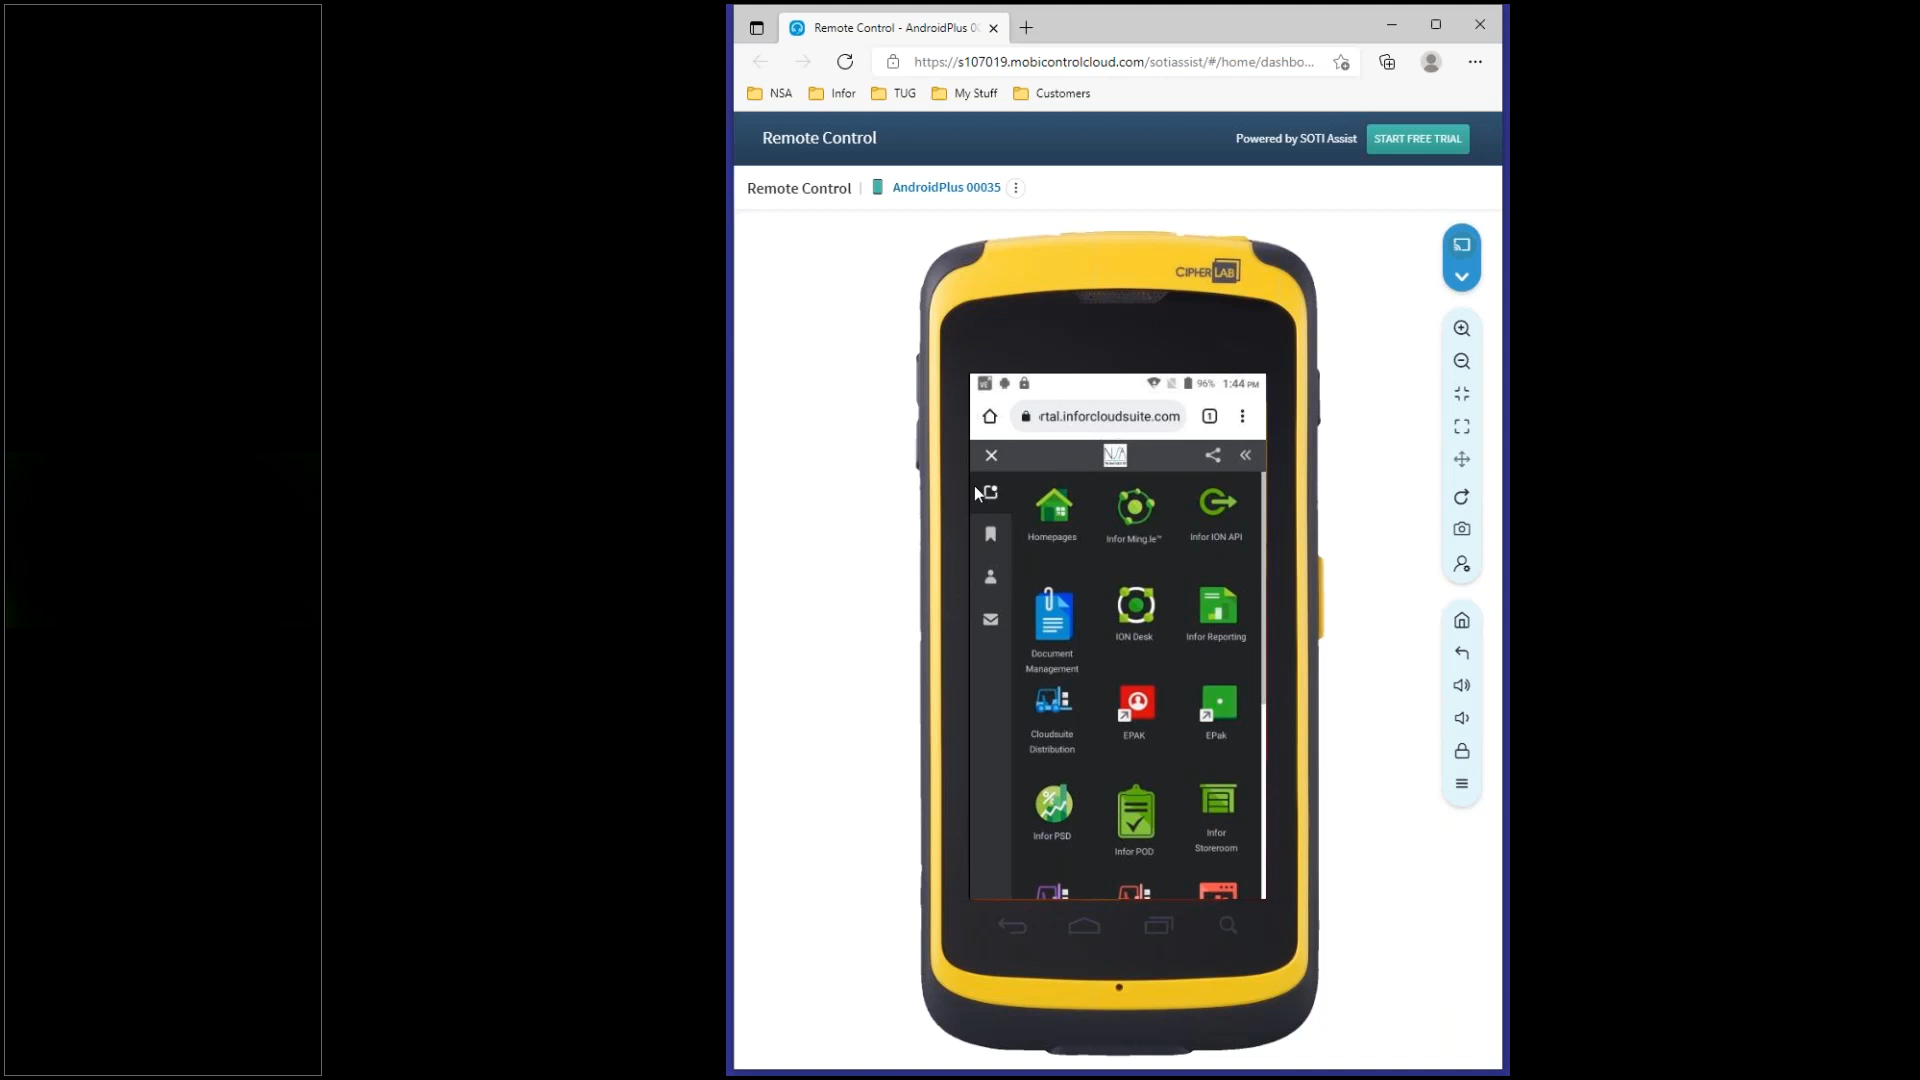 Remote Control - AndroidPlus 00
https://s107019.mobicontrolcloud.com/sotiassist/#/home/dashbo...
NSA Infor TUG My Stuff Customers
Remote Control Powered by SOTI Assist START FREE TRIAL
Remote Control | AndroidPlus 00035
CIPHERLAB
96% 1:44 PM
rtal.inforcloudsuite.com 1
NSA
Homepages Infor Ming.le™ Infor ION API
ION Desk Infor Reporting
Document
Management
Cloudsuite
Distribution
EPAK EPak
Infor PSD Infor POD
Infor
Storeroom